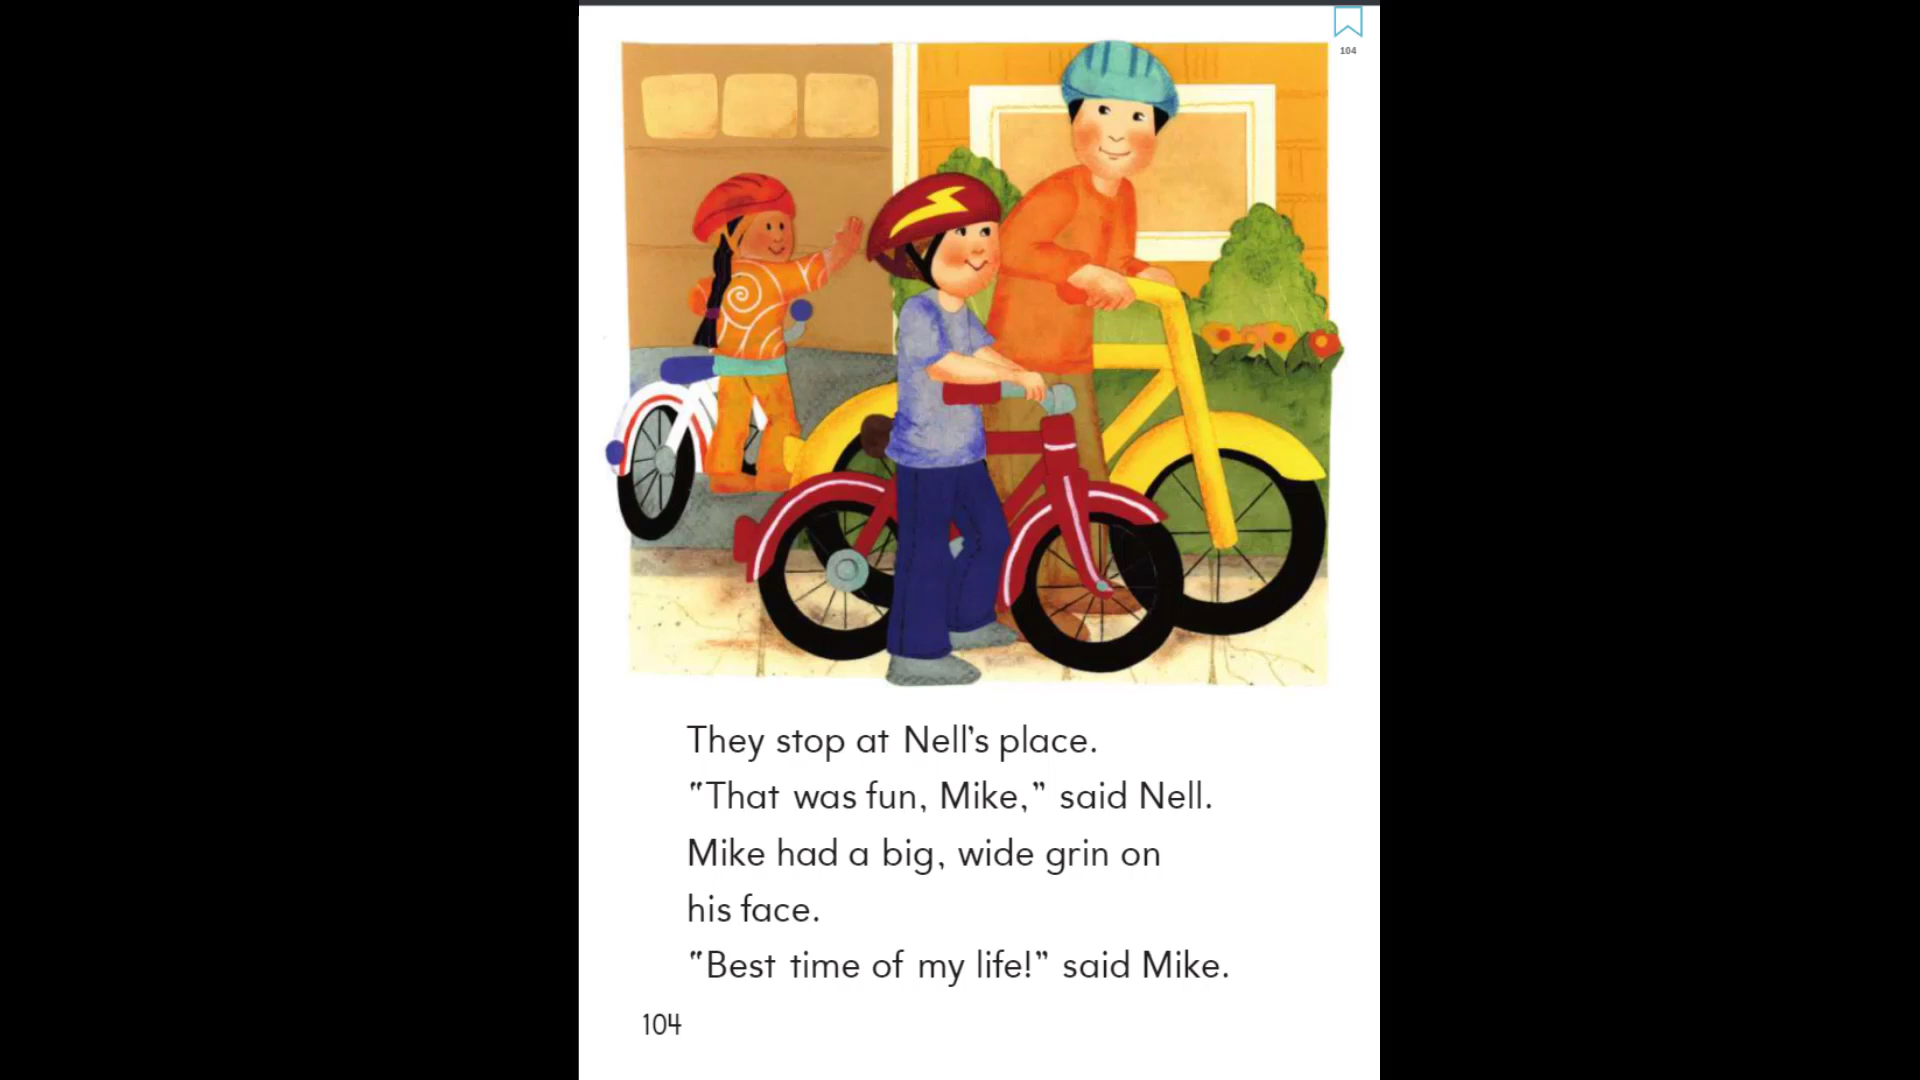 104
They stop at Nell’s place.
“That was fun, Mike,” said Nell.
Mike had a big, wide grin on
his face.
“Best time of my life!” said Mike.
104